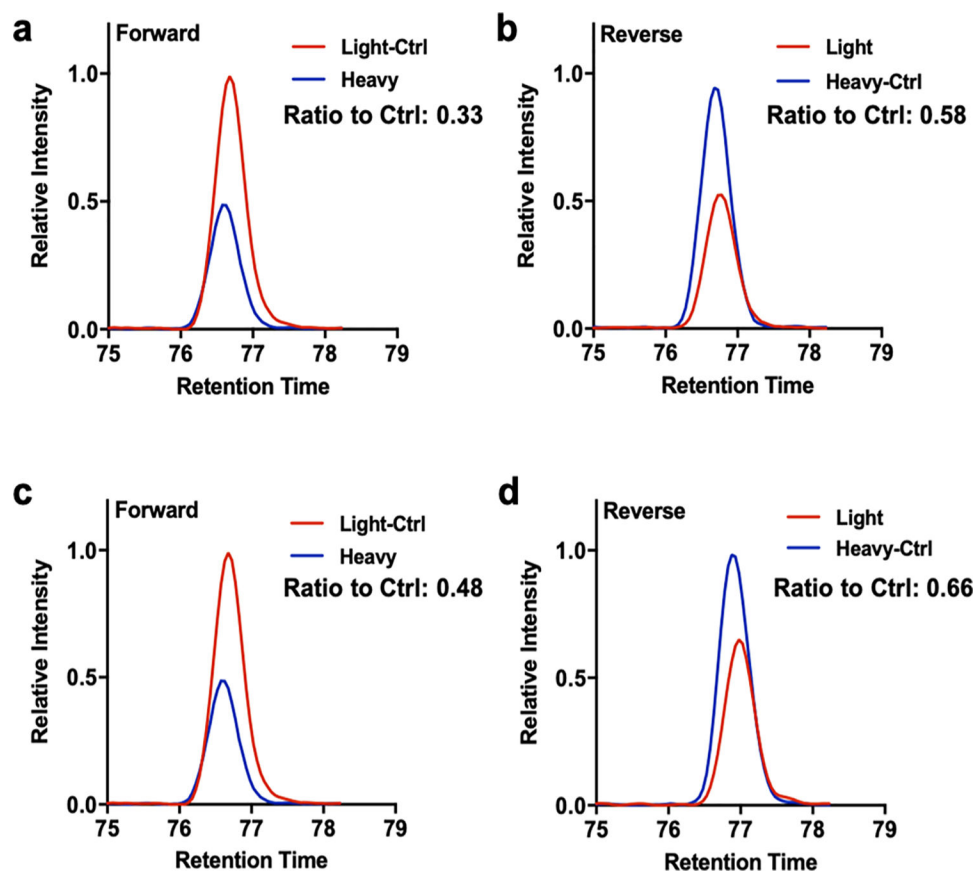 a
Forward
Light-Ctrl
Heavy
Ratio to Ctrl: 0.33
Relative Intensity
1.0
0.5
0.0
75 76 77 78 79
Retention Time
b
Reverse
Light
Heavy-Ctrl
Ratio to Ctrl: 0.58
Relative Intensity
1.0
0.5
0.0
75 76 77 78 79
Retention Time
c
Forward
Light-Ctrl
Heavy
Ratio to Ctrl: 0.48
Relative Intensity
1.0
0.5
0.0
75 76 77 78 79
Retention Time
d
Reverse
Light
Heavy-Ctrl
Ratio to Ctrl: 0.66
Relative Intensity
1.0
0.5
0.0
75 76 77 78 79
Retention Time